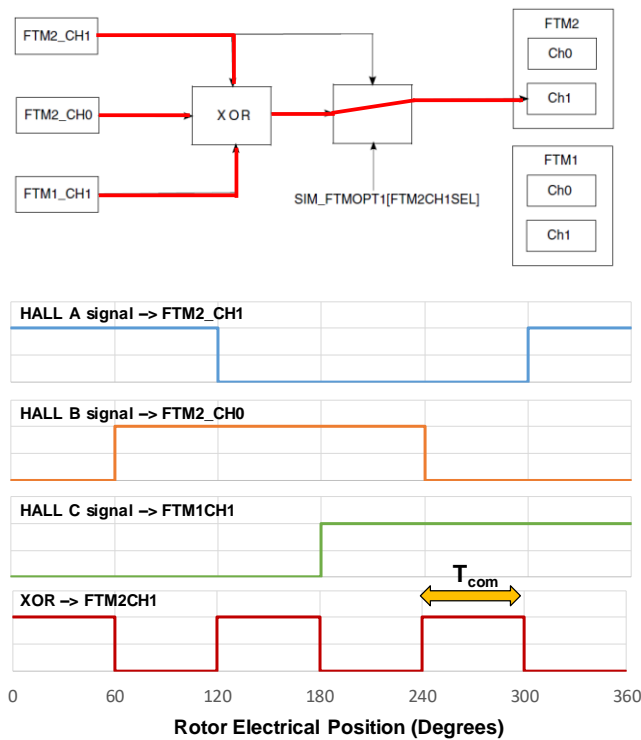 FTM2_CH1
FTM2_CH0
FTM1_CH1
XOR
SIM_FTMOPT1[FTM2CH1SEL]
FTM2
Ch0
Ch1
FTM1
Ch0
Ch1
HALL A signal –> FTM2_CH1
HALL B signal –> FTM2_CH0
HALL C signal –> FTM1CH1
Tcom
XOR –> FTM2CH1
0 60 120 180 240 300 360
Rotor Electrical Position (Degrees)